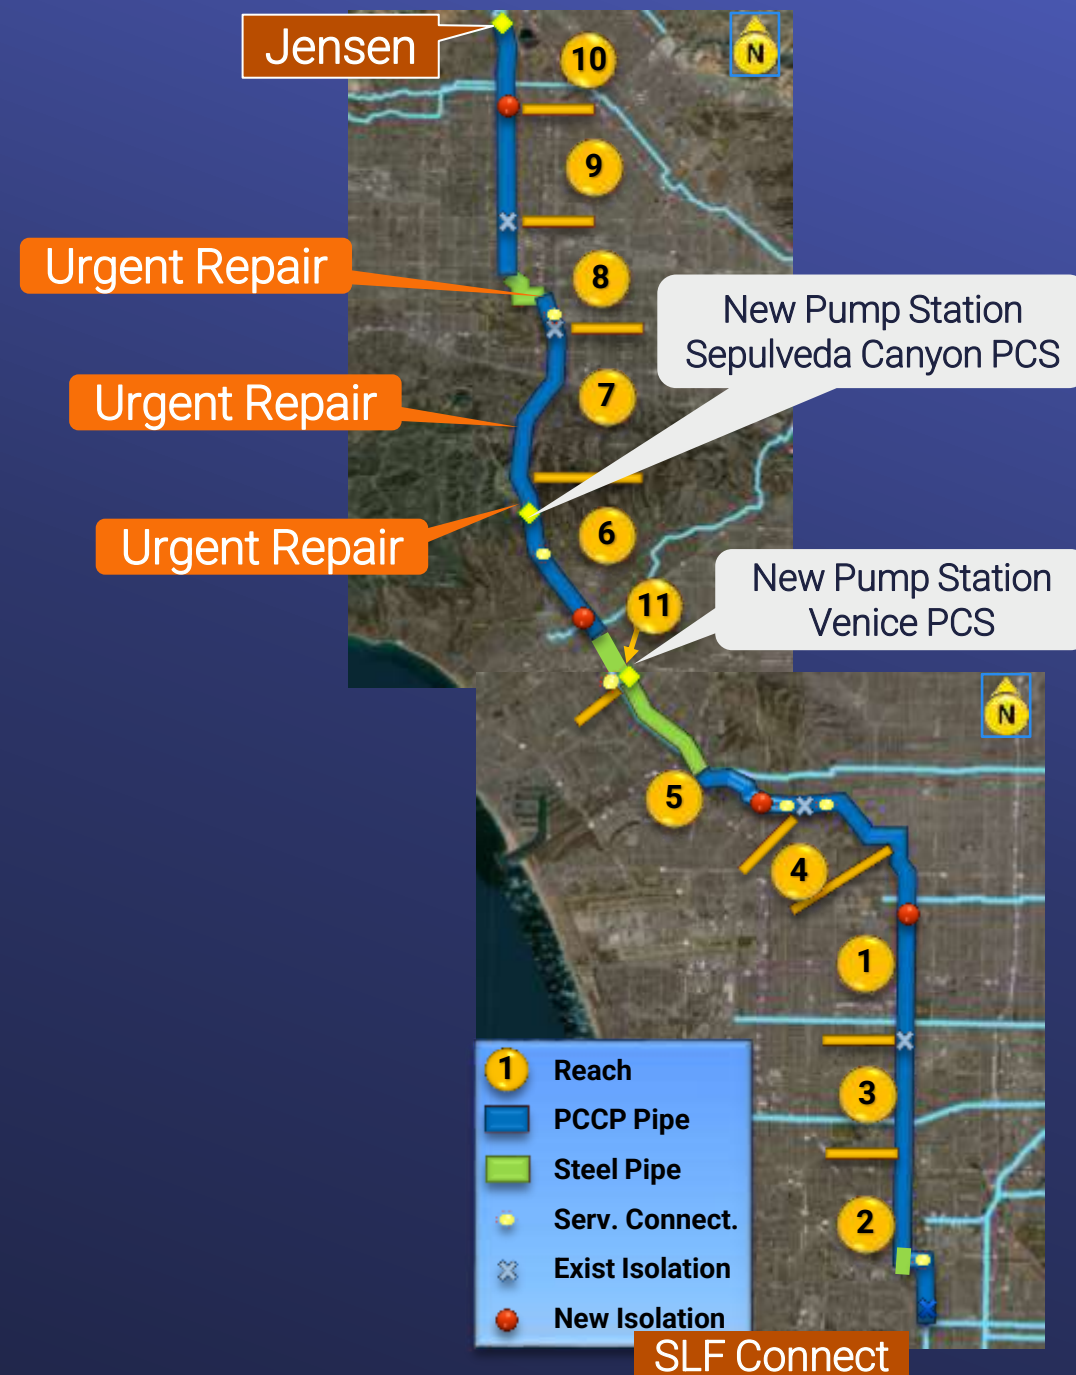 Jensen
N
10
9
Urgent Repair
8
New Pump Station
Sepulveda Canyon PCS
7
Urgent Repair
6
Urgent Repair
11
New Pump Station
Venice PCS
N
5
4
1
3
2
1 Reach
PCCP Pipe
Steel Pipe
Serv. Connect.
Exist Isolation
New Isolation
SLF Connect